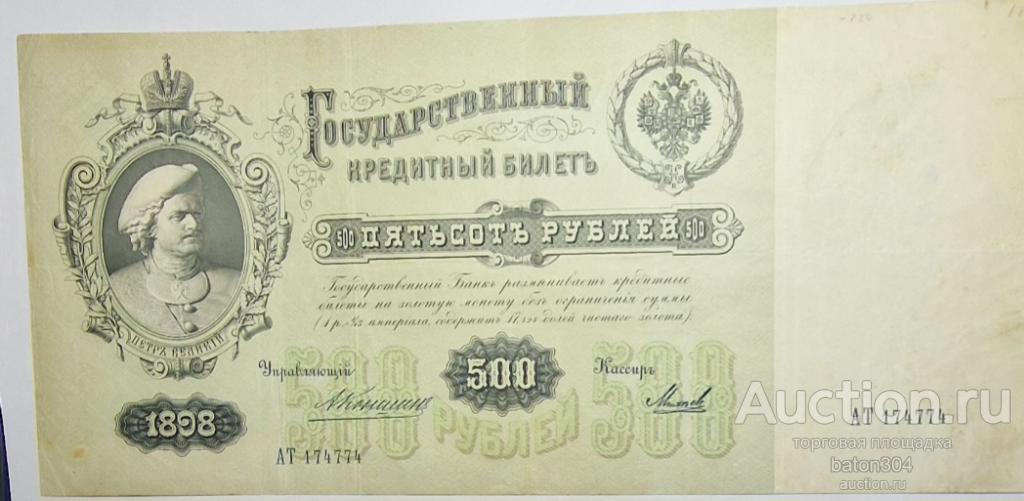 -850
Государственный
кредитный билетъ
500 ПЯТЬСОТЪ РУБЛЕЙ 500
Государственный Банкъ размѣниваетъ кредитные
билеты на золотую монету безъ ограниченія суммы
(1 р. = 1/15 имперіала, содержитъ 17,424 долей чистаго золота).
ПЕТРЪ ВЕЛИКІЙ
Управляющій
500
Кассиръ
500 РУБЛЕЙ 500
1898
АТ 174774
АТ 174774
Auction.ru
торговая площадка
baton304
auction.ru